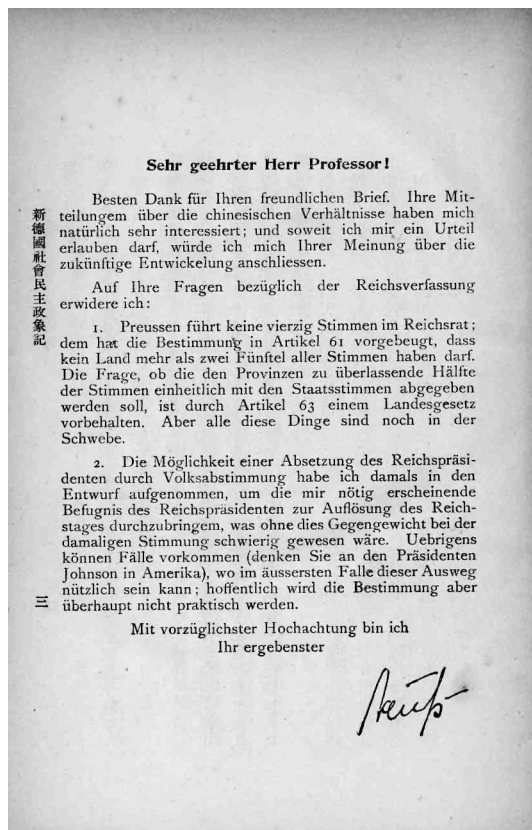 Sehr geehrter Herr Professor!
Besten Dank für Ihren freundlichen Brief. Ihre Mit-
teilungem über die chinesischen Verhältnisse haben mich
natürlich sehr interessiert; und soweit ich mir ein Urteil
erlauben darf, würde ich mich Ihrer Meinung über die
zukünftige Entwickelung anschliessen.
Auf Ihre Fragen bezüglich der Reichsverfassung
erwidere ich:
1. Preussen führt keine vierzig Stimmen im Reichsrat;
dem hat die Bestimmung in Artikel 61 vorgebeugt, dass
kein Land mehr als zwei Fünftel aller Stimmen haben darf.
Die Frage, ob die den Provinzen zu überlassende Hälfte
der Stimmen einheitlich mit den Staatsstimmen abgegeben
werden soll, ist durch Artikel 63 einem Landesgesetz
vorbehalten. Aber alle diese Dinge sind noch in der
Schwebe.
2. Die Möglichkeit einer Absetzung des Reichspräsi-
denten durch Volksabstimmung habe ich damals in den
Entwurf aufgenommen, um die mir nötig erscheinende
Befugnis des Reichspräsidenten zur Auflösung des Reich-
stages durchzubringem, was ohne dies Gegengewicht bei der
damaligen Stimmung schwierig gewesen wäre. Uebrigens
können Fälle vorkommen (denken Sie an den Präsidenten
Johnson in Amerika), wo im äussersten Falle dieser Ausweg
nützlich sein kann; hoffentlich wird die Bestimmung aber
überhaupt nicht praktisch werden.
Mit vorzüglichster Hochachtung bin ich
Ihr ergebenster
Preuß
新德國社會民主政象記
三